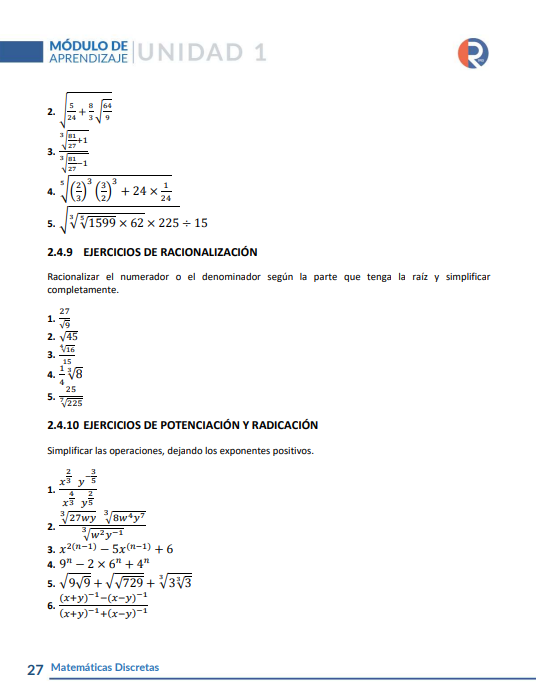 MÓDULO DE
APRENDIZAJE
UNIDAD 1
R
2. √(5/24 + 8/3 √(64/9))
3. (∛(81/27)+1)/(∛(81/27)−1)
4. ⁵√((2/3)³ (3/2)³ + 24 × 1/24)
5. √(∛(⁵√1599 × 62) × 225 ÷ 15)
2.4.9 EJERCICIOS DE RACIONALIZACIÓN
Racionalizar el numerador o el denominador según la parte que tenga la raíz y simplificar
completamente.
1. 27/√9
2. √45
3. ⁴√16/15
4. 1/4 ∛8
5. 25/⁷√225
2.4.10 EJERCICIOS DE POTENCIACIÓN Y RADICACIÓN
Simplificar las operaciones, dejando los exponentes positivos.
1. (x^(2/3) y^(−3/5))/(x^(4/3) y^(2/5))
2. (∛(27wy) ∛(8w⁴y⁷))/∛(w²y⁻¹)
3. x^(2(n−1)) − 5x^(n−1) + 6
4. 9ⁿ − 2 × 6ⁿ + 4ⁿ
5. √(9√9) + √(√729) + ∛(3∛3)
6. ((x+y)⁻¹−(x−y)⁻¹)/((x+y)⁻¹+(x−y)⁻¹)
27 Matemáticas Discretas